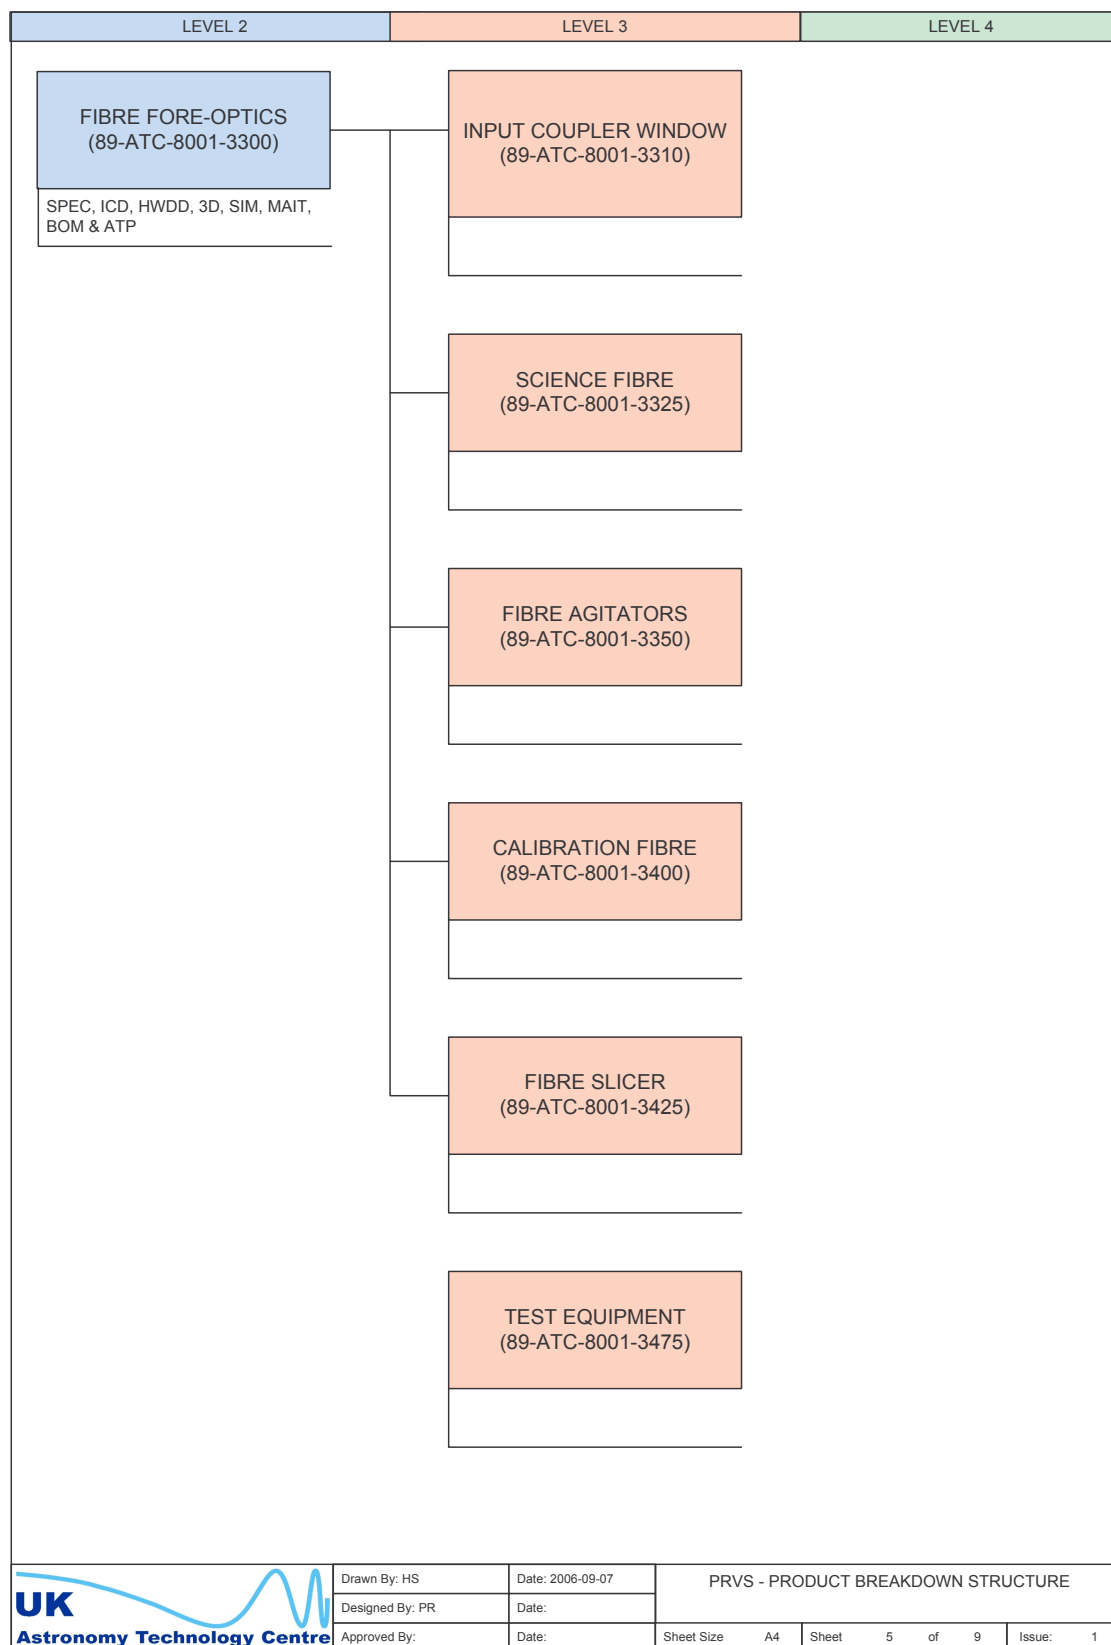 LEVEL 2
LEVEL 3
LEVEL 4
FIBRE FORE-OPTICS
(89-ATC-8001-3300)
SPEC, ICD, HWDD, 3D, SIM, MAIT,
BOM & ATP
INPUT COUPLER WINDOW
(89-ATC-8001-3310)
SCIENCE FIBRE
(89-ATC-8001-3325)
FIBRE AGITATORS
(89-ATC-8001-3350)
CALIBRATION FIBRE
(89-ATC-8001-3400)
FIBRE SLICER
(89-ATC-8001-3425)
TEST EQUIPMENT
(89-ATC-8001-3475)
UK
Astronomy Technology Centre
Drawn By: HS
Date: 2006-09-07
PRVS - PRODUCT BREAKDOWN STRUCTURE
Designed By: PR
Date:
Approved By:
Date:
Sheet Size A4
Sheet 5 of 9
Issue: 1